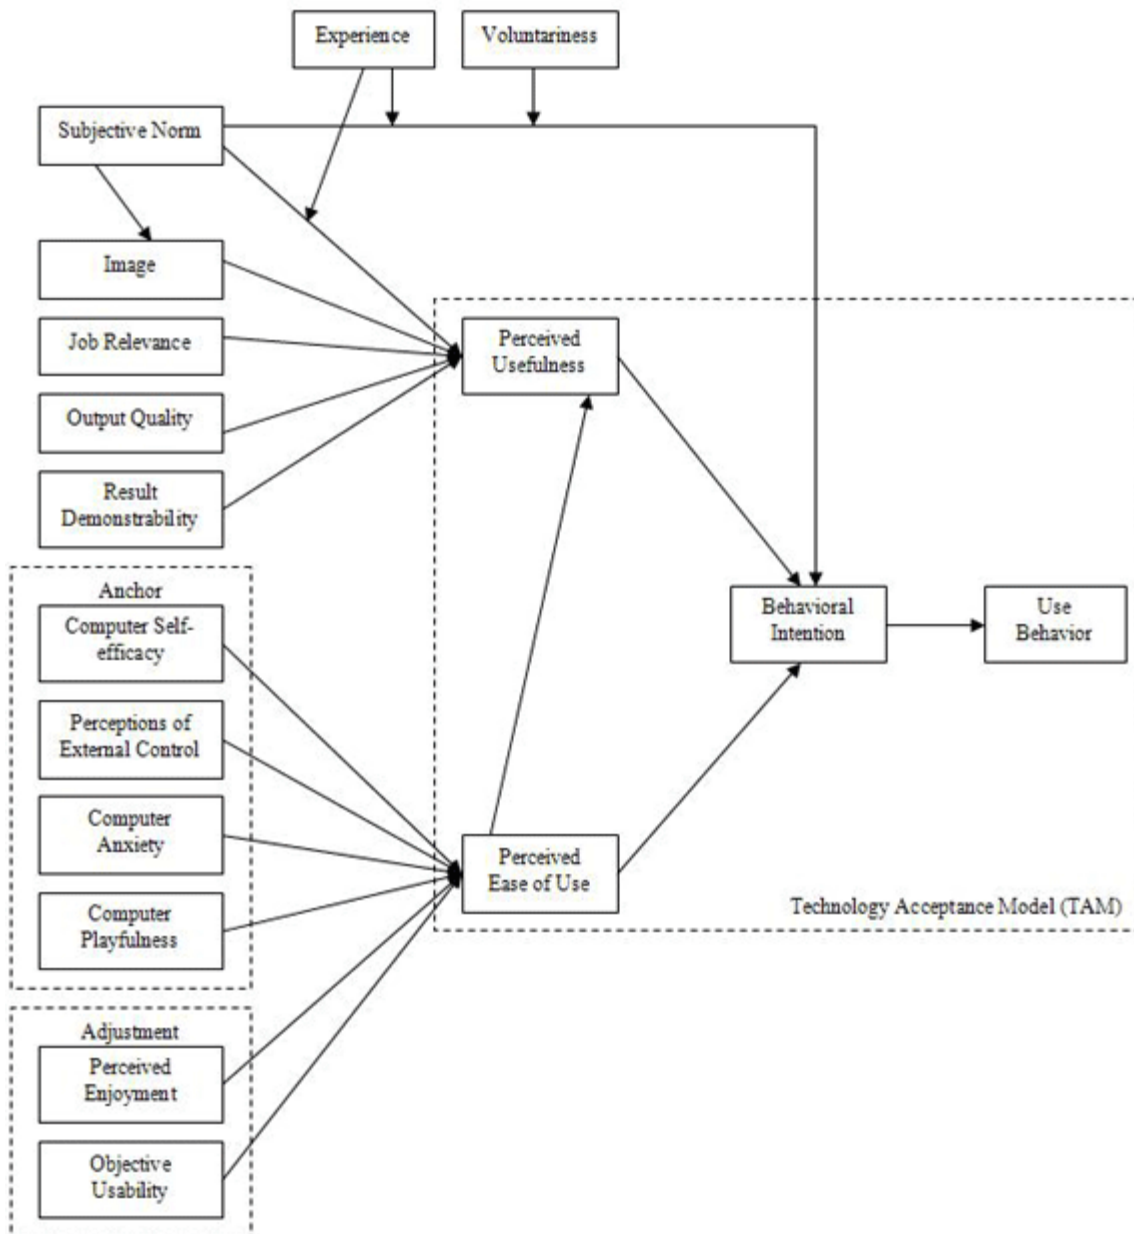 Experience
Voluntariness
Subjective Norm
Image
Job Relevance
Output Quality
Result
Demonstrability
Perceived
Usefulness
Anchor
Computer Self-
efficacy
Perceptions of
External Control
Computer
Anxiety
Computer
Playfulness
Behavioral
Intention
Use
Behavior
Perceived
Ease of Use
Technology Acceptance Model (TAM)
Adjustment
Perceived
Enjoyment
Objective
Usability